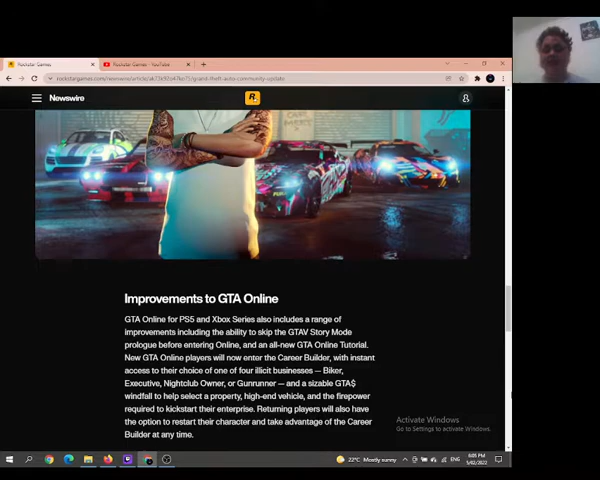 Rockstar Games
Rockstar Games - YouTube
Newswire
R
Improvements to GTA Online
GTA Online for PS5 and Xbox Series also includes a range of
improvements including the ability to skip the GTAV Story Mode
prologue before entering Online, and an all-new GTA Online Tutorial.
New GTA Online players will now enter the Career Builder, with instant
access to their choice of one of four illicit businesses — Biker,
Executive, Nightclub Owner, or Gunrunner — and a sizable GTA$
windfall to help select a property, high-end vehicle, and the firepower
required to kickstart their enterprise. Returning players will also have
the option to restart their character and take advantage of the Career
Builder at any time.
Activate Windows
Go to Settings to activate Windows.
22°C Mostly sunny
ENG
6:05 PM
5/02/2022